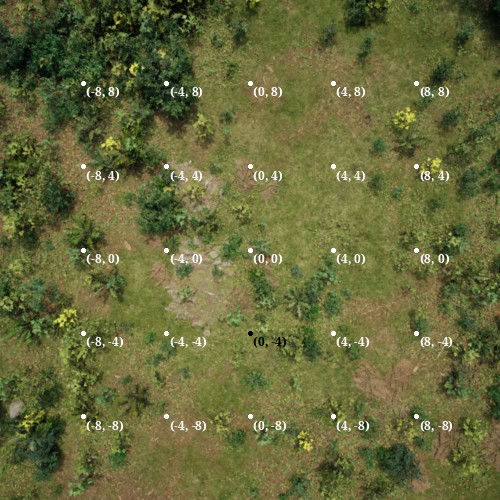 (-8, 8) (-4, 8) (0, 8) (4, 8) (8, 8)
(-8, 4) (-4, 4) (0, 4) (4, 4) (8, 4)
(-8, 0) (-4, 0) (0, 0) (4, 0) (8, 0)
(-8, -4) (-4, -4) (0, -4) (4, -4) (8, -4)
(-8, -8) (-4, -8) (0, -8) (4, -8) (8, -8)